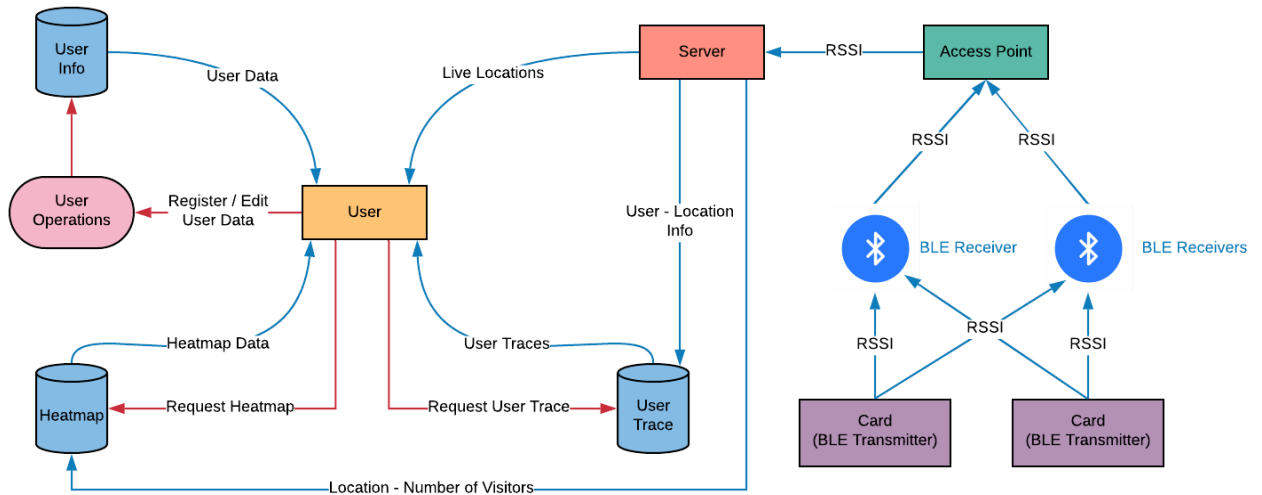 User
Info
User Data
Live Locations
Server
RSSI
Access Point
RSSI
RSSI
User
Operations
Register / Edit
User Data
User
User - Location
Info
BLE Receiver
BLE Receivers
Heatmap Data
User Traces
RSSI
RSSI
RSSI
Heatmap
Request Heatmap
Request User Trace
User
Trace
Card
(BLE Transmitter)
Card
(BLE Transmitter)
Location - Number of Visitors